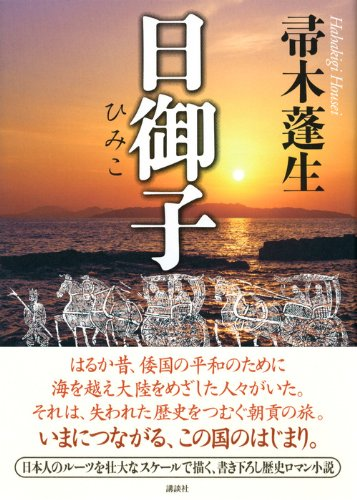 帚木蓬生
Hahakigi Housei
日御子
ひみこ
はるか昔、倭国の平和のために
海を越え大陸をめざした人々がいた。
それは、失われた歴史をつむぐ朝貢の旅。
いまにつながる、この国のはじまり。
日本人のルーツを壮大なスケールで描く、書き下ろし歴史ロマン小説
講談社